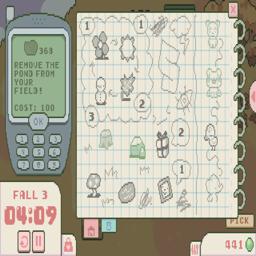 368
REMOVE THE
POND FROM
YOUR
FIELD!
COST: 100
OK
1
1
2
3
2
1
FALL 3
04:09
PICK
441